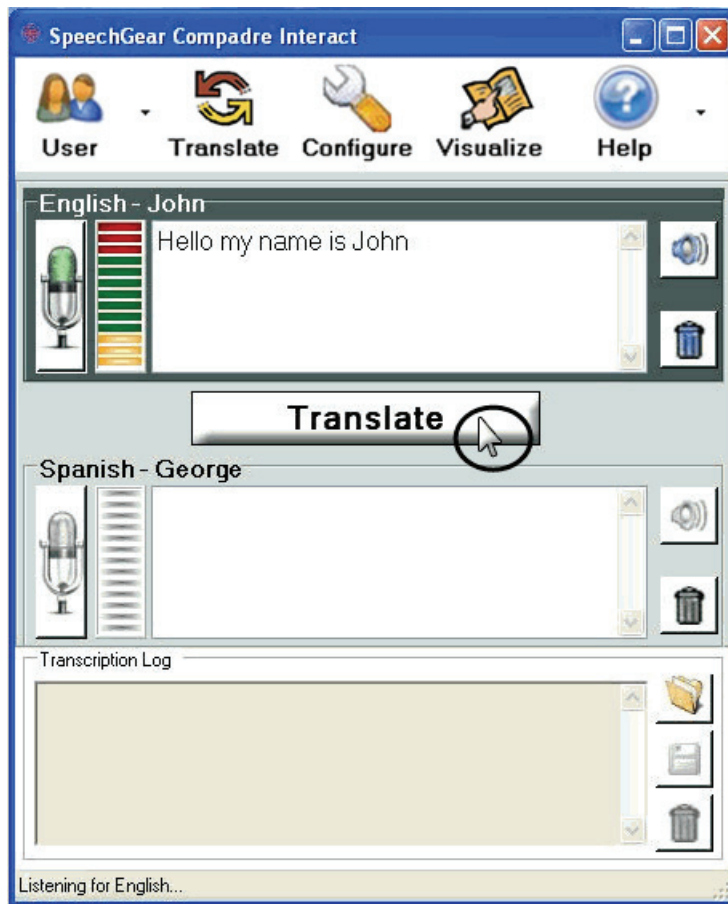 SpeechGear Compadre Interact
User Translate Configure Visualize Help
English - John
Hello my name is John
Translate
Spanish - George
Transcription Log
Listening for English...